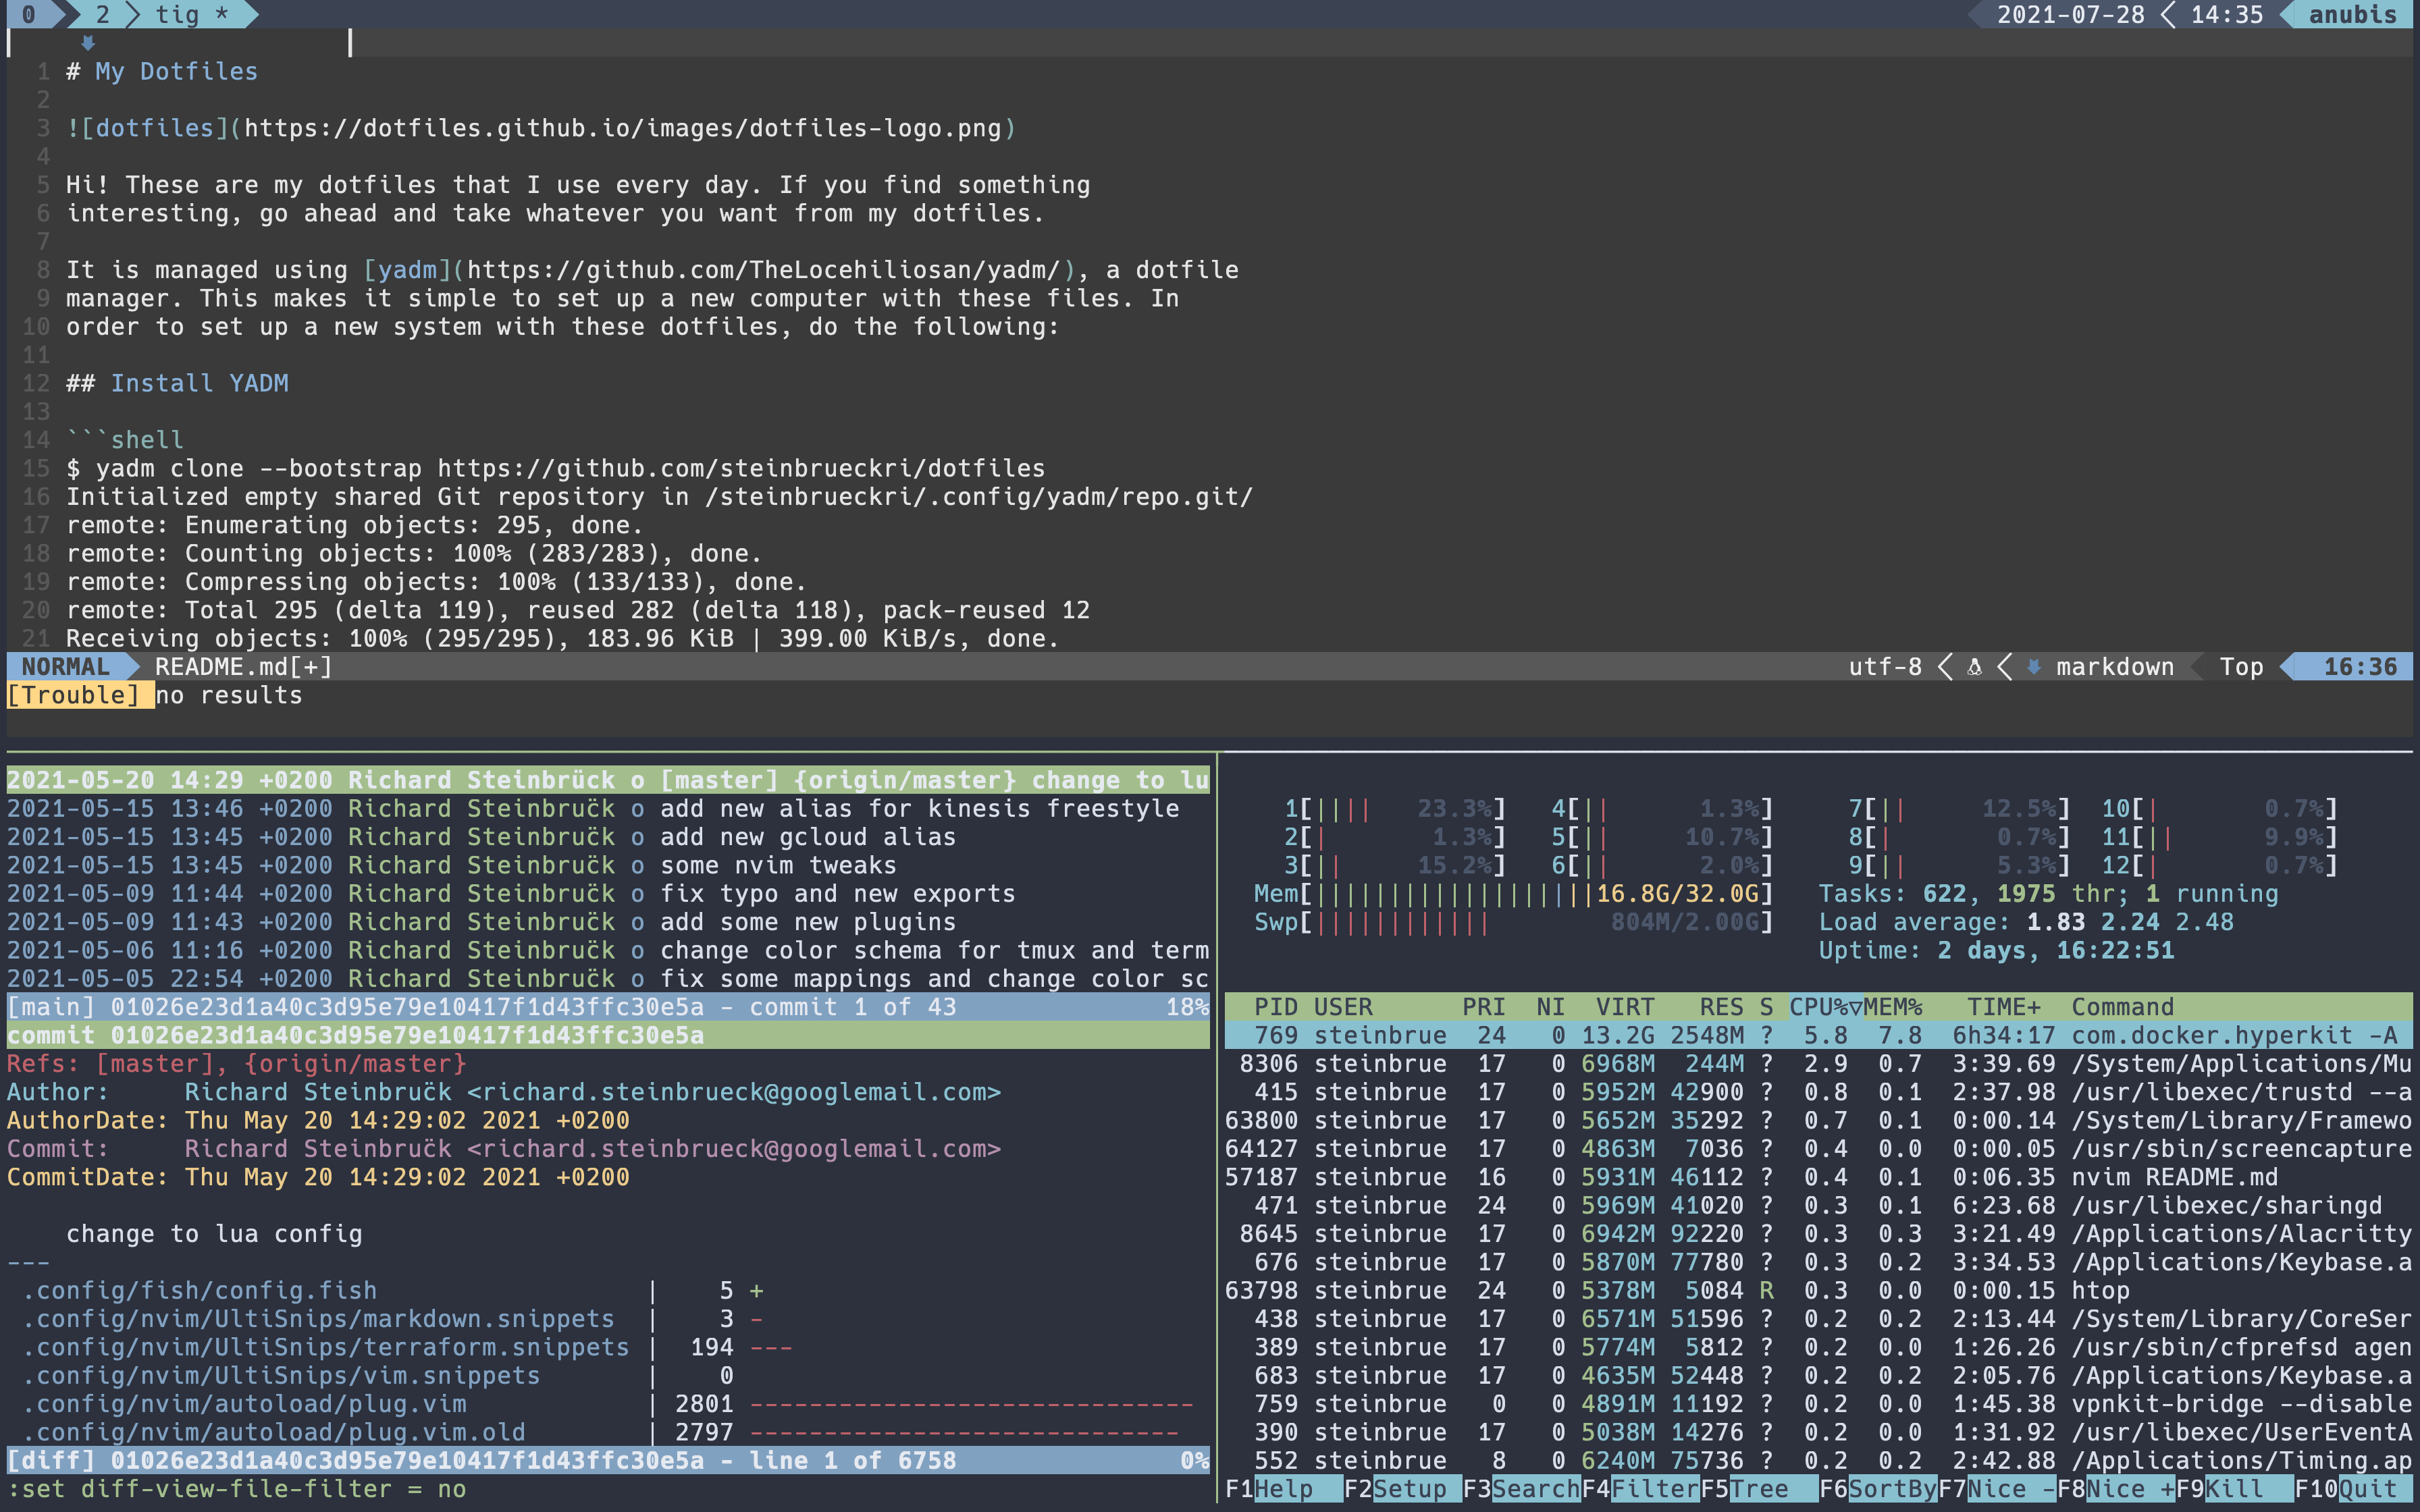 0 2 tig * 2021-07-28 14:35 anubis
1 # My Dotfiles
2
3 ![dotfiles](https://dotfiles.github.io/images/dotfiles-logo.png)
4
5 Hi! These are my dotfiles that I use every day. If you find something
6 interesting, go ahead and take whatever you want from my dotfiles.
7
8 It is managed using [yadm](https://github.com/TheLocehiliosan/yadm/), a dotfile
9 manager. This makes it simple to set up a new computer with these files. In
10 order to set up a new system with these dotfiles, do the following:
11
12 ## Install YADM
13
14 ```shell
15 $ yadm clone --bootstrap https://github.com/steinbrueckri/dotfiles
16 Initialized empty shared Git repository in /steinbrueckri/.config/yadm/repo.git/
17 remote: Enumerating objects: 295, done.
18 remote: Counting objects: 100% (283/283), done.
19 remote: Compressing objects: 100% (133/133), done.
20 remote: Total 295 (delta 119), reused 282 (delta 118), pack-reused 12
21 Receiving objects: 100% (295/295), 183.96 KiB | 399.00 KiB/s, done.
NORMAL README.md[+] utf-8 markdown Top 16:36
[Trouble] no results
2021-05-20 14:29 +0200 Richard Steinbrück o [master] {origin/master} change to lu
2021-05-15 13:46 +0200 Richard Steinbrück o add new alias for kinesis freestyle
2021-05-15 13:45 +0200 Richard Steinbrück o add new gcloud alias
2021-05-15 13:45 +0200 Richard Steinbrück o some nvim tweaks
2021-05-09 11:44 +0200 Richard Steinbrück o fix typo and new exports
2021-05-09 11:43 +0200 Richard Steinbrück o add some new plugins
2021-05-06 11:16 +0200 Richard Steinbrück o change color schema for tmux and term
2021-05-05 22:54 +0200 Richard Steinbrück o fix some mappings and change color sc
[main] 01026e23d1a40c3d95e79e10417f1d43ffc30e5a - commit 1 of 43 18%
commit 01026e23d1a40c3d95e79e10417f1d43ffc30e5a
Refs: [master], {origin/master}
Author: Richard Steinbrück <richard.steinbrueck@googlemail.com>
AuthorDate: Thu May 20 14:29:02 2021 +0200
Commit: Richard Steinbrück <richard.steinbrueck@googlemail.com>
CommitDate: Thu May 20 14:29:02 2021 +0200
change to lua config
---
.config/fish/config.fish | 5 +
.config/nvim/UltiSnips/markdown.snippets | 3 -
.config/nvim/UltiSnips/terraform.snippets | 194 ---
.config/nvim/UltiSnips/vim.snippets | 0
.config/nvim/autoload/plug.vim | 2801 ------------------------------
.config/nvim/autoload/plug.vim.old | 2797 -----------------------------
[diff] 01026e23d1a40c3d95e79e10417f1d43ffc30e5a - line 1 of 6758 0%
:set diff-view-file-filter = no
1[|||| 23.3%] 4[|| 1.3%] 7[|| 12.5%] 10[| 0.7%]
2[| 1.3%] 5[|| 10.7%] 8[| 0.7%] 11[|| 9.9%]
3[|| 15.2%] 6[|| 2.0%] 9[|| 5.3%] 12[| 0.7%]
Mem[|||||||||||||||||||16.8G/32.0G] Tasks: 622, 1975 thr; 1 running
Swp[|||||||||||| 804M/2.00G] Load average: 1.83 2.24 2.48
Uptime: 2 days, 16:22:51
PID USER PRI NI VIRT RES S CPU%▽MEM% TIME+ Command
769 steinbrue 24 0 13.2G 2548M ? 5.8 7.8 6h34:17 com.docker.hyperkit -A
8306 steinbrue 17 0 6968M 244M ? 2.9 0.7 3:39.69 /System/Applications/Mu
415 steinbrue 17 0 5952M 42900 ? 0.8 0.1 2:37.98 /usr/libexec/trustd --a
63800 steinbrue 17 0 5652M 35292 ? 0.7 0.1 0:00.14 /System/Library/Framewo
64127 steinbrue 17 0 4863M 7036 ? 0.4 0.0 0:00.05 /usr/sbin/screencapture
57187 steinbrue 16 0 5931M 46112 ? 0.4 0.1 0:06.35 nvim README.md
471 steinbrue 24 0 5969M 41020 ? 0.3 0.1 6:23.68 /usr/libexec/sharingd
8645 steinbrue 17 0 6942M 92220 ? 0.3 0.3 3:21.49 /Applications/Alacritty
676 steinbrue 17 0 5870M 77780 ? 0.3 0.2 3:34.53 /Applications/Keybase.a
63798 steinbrue 24 0 5378M 5084 R 0.3 0.0 0:00.15 htop
438 steinbrue 17 0 6571M 51596 ? 0.2 0.2 2:13.44 /System/Library/CoreSer
389 steinbrue 17 0 5774M 5812 ? 0.2 0.0 1:26.26 /usr/sbin/cfprefsd agen
683 steinbrue 17 0 4635M 52448 ? 0.2 0.2 2:05.76 /Applications/Keybase.a
759 steinbrue 0 0 4891M 11192 ? 0.2 0.0 1:45.38 vpnkit-bridge --disable
390 steinbrue 17 0 5038M 14276 ? 0.2 0.0 1:31.92 /usr/libexec/UserEventA
552 steinbrue 8 0 6240M 75736 ? 0.2 0.2 2:42.88 /Applications/Timing.ap
F1Help F2Setup F3SearchF4FilterF5Tree F6SortByF7Nice -F8Nice +F9Kill F10Quit